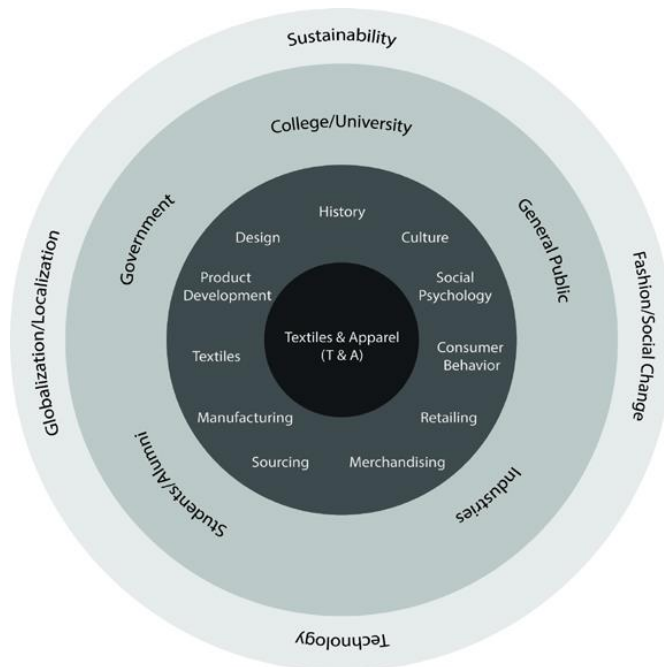 Sustainability
College/University
Government
General Public
Globalization/Localization
Fashion/Social Change
History
Design
Culture
Product
Development
Social
Psychology
Textiles & Apparel
(T & A)
Textiles
Consumer
Behavior
Manufacturing
Retailing
Sourcing
Merchandising
Students/Alumni
Industries
Technology